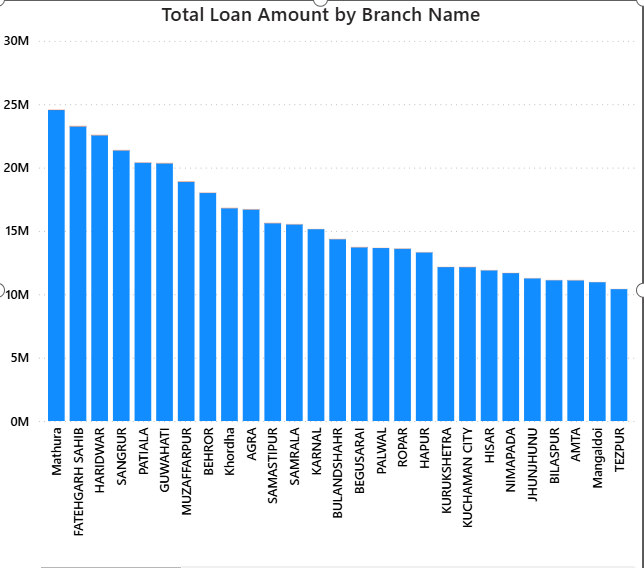 Total Loan Amount by Branch Name
30M
25M
20M
15M
10M
5M
0M
Mathura
FATEHGARH SAHIB
HARIDWAR
SANGRUR
PATIALA
GUWAHATI
MUZAFFARPUR
BEHROR
Khordha
AGRA
SAMASTIPUR
SAMRALA
KARNAL
BULANDSHAHR
BEGUSARAI
PALWAL
ROPAR
HAPUR
KURUKSHETRA
KUCHAMAN CITY
HISAR
NIMAPADA
JHUNJHUNU
BILASPUR
AMTA
Mangaldoi
TEZPUR